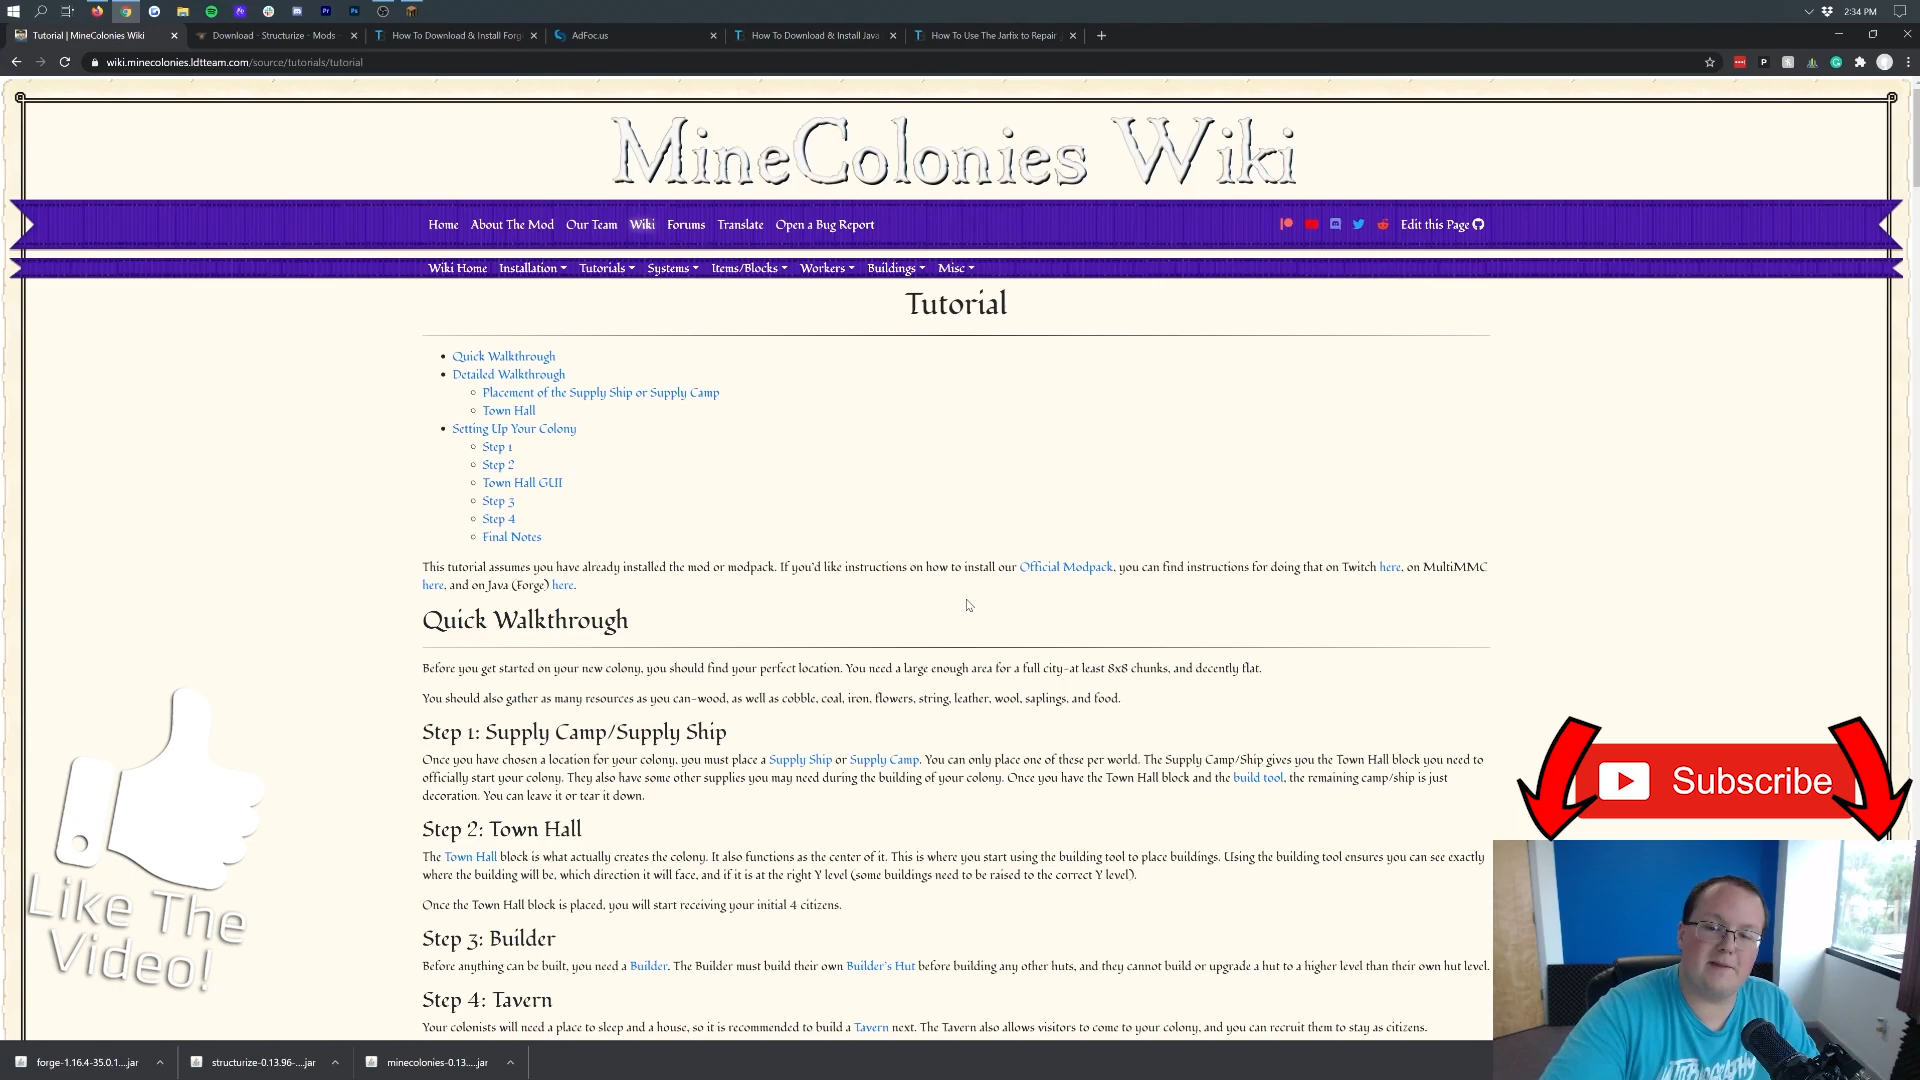 2:34 PM
Tutorial | MineColonies Wiki
Download - Structurize - Mods -
How To Download & Install Forg
AdFoc.us
How To Download & Install Java
How To Use The Jarfix to Repair
wiki.minecolonies.ldtteam.com/source/tutorials/tutorial
MineColonies Wiki
Home About The Mod Our Team Wiki Forums Translate Open a Bug Report Edit this Page
Wiki Home Installation Tutorials Systems Items/Blocks Workers Buildings Misc
Tutorial
Quick Walkthrough
Detailed Walkthrough
Placement of the Supply Ship or Supply Camp
Town Hall
Setting Up Your Colony
Step 1
Step 2
Town Hall GUI
Step 3
Step 4
Final Notes
This tutorial assumes you have already installed the mod or modpack. If you'd like instructions on how to install our Official Modpack, you can find instructions for doing that on Twitch here, on MultiMMC
here, and on Java (Forge) here.
Quick Walkthrough
Before you get started on your new colony, you should find your perfect location. You need a large enough area for a full city–at least 8x8 chunks, and decently flat.
You should also gather as many resources as you can–wood, as well as cobble, coal, iron, flowers, string, leather, wool, saplings, and food.
Step 1: Supply Camp/Supply Ship
Once you have chosen a location for your colony, you must place a Supply Ship or Supply Camp. You can only place one of these per world. The Supply Camp/Ship gives you the Town Hall block you need to
officially start your colony. They also have some other supplies you may need during the building of your colony. Once you have the Town Hall block and the build tool, the remaining camp/ship is just
decoration. You can leave it or tear it down.
Step 2: Town Hall
The Town Hall block is what actually creates the colony. It also functions as the center of it. This is where you start using the building tool to place buildings. Using the building tool ensures you can see exactly
where the building will be, which direction it will face, and if it is at the right Y level (some buildings need to be raised to the correct Y level).
Once the Town Hall block is placed, you will start receiving your initial 4 citizens.
Step 3: Builder
Before anything can be built, you need a Builder. The Builder must build their own Builder's Hut before building any other huts, and they cannot build or upgrade a hut to a higher level than their own hut level.
Step 4: Tavern
Your colonists will need a place to sleep and a house, so it is recommended to build a Tavern next. The Tavern also allows visitors to come to your colony, and you can recruit them to stay as citizens.
Like The
Video!
Subscribe
forge-1.16.4-35.0.1....jar
structurize-0.13.96-....jar
minecolonies-0.13.....jar